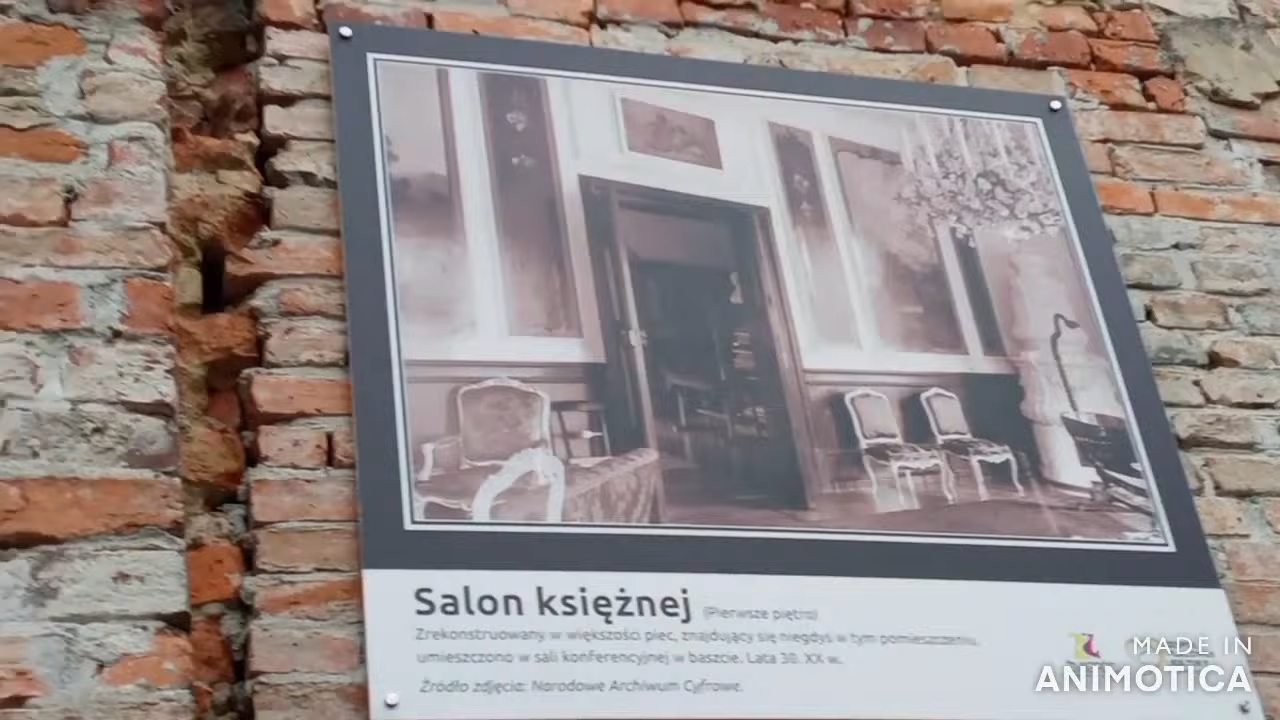 Salon księżnej (Pierwsze piętro)
Zrekonstruowany w większości piec, znajdujący się niegdyś w tym pomieszczeniu,
umieszczono w sali konferencyjnej w baszcie. Lata 30. XX w.
Źródło zdjęcia: Narodowe Archiwum Cyfrowe.
MADE IN
ANIMOTICA